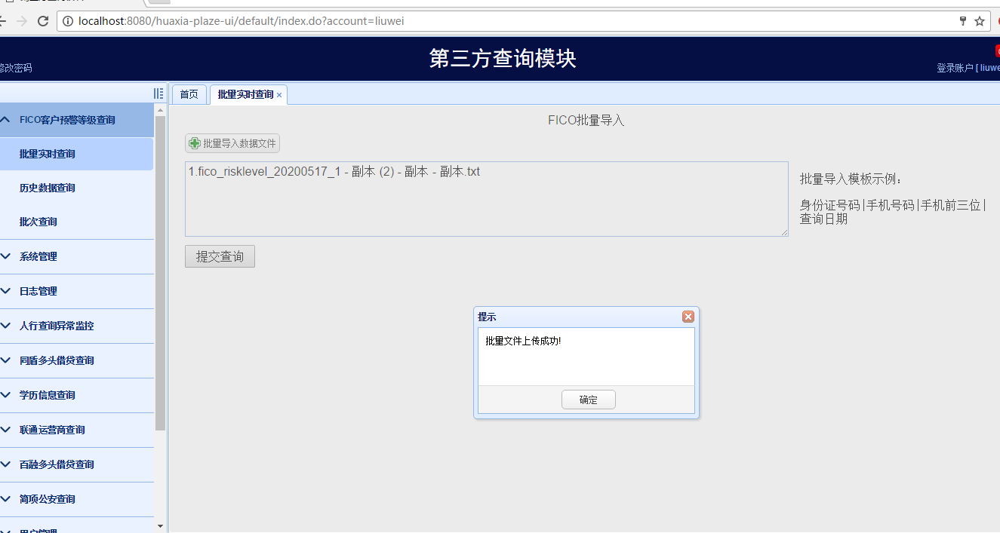 localhost:8080/huaxia-plaze-ui/default/index.do?account=liuwei
第三方查询模块
修改密码
登录账户 [ liuwe
首页
批量实时查询 ×
FICO客户预警等级查询
批量实时查询
历史数据查询
批次查询
系统管理
日志管理
人行查询异常监控
同盾多头借贷查询
学历信息查询
联通运营商查询
百融多头借贷查询
简项公安查询
用户管理
FICO批量导入
批量导入数据文件
1.fico_risklevel_20200517_1 - 副本 (2) - 副本 - 副本.txt
批量导入模板示例：
身份证号码|手机号码|手机前三位|
查询日期
提交查询
提示
批量文件上传成功!
确定